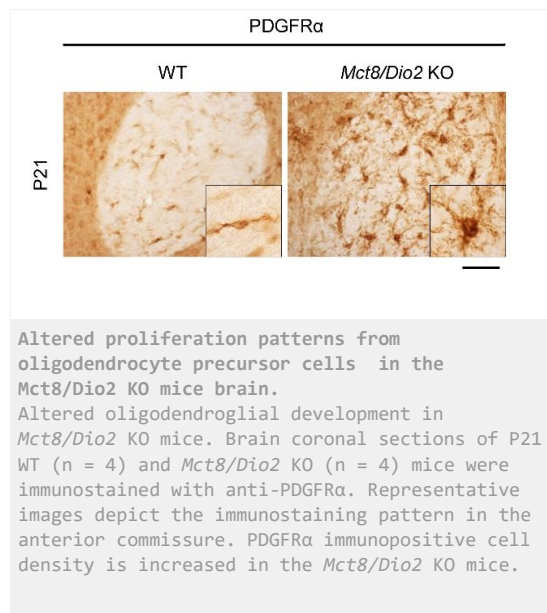 PDGFRα
WT
Mct8/Dio2 KO
P21
Altered proliferation patterns from
oligodendrocyte precursor cells  in the
Mct8/Dio2 KO mice brain.
Altered oligodendroglial development in
Mct8/Dio2 KO mice. Brain coronal sections of P21
WT (n = 4) and Mct8/Dio2 KO (n = 4) mice were
immunostained with anti-PDGFRα. Representative
images depict the immunostaining pattern in the
anterior commissure. PDGFRα immunopositive cell
density is increased in the Mct8/Dio2 KO mice.